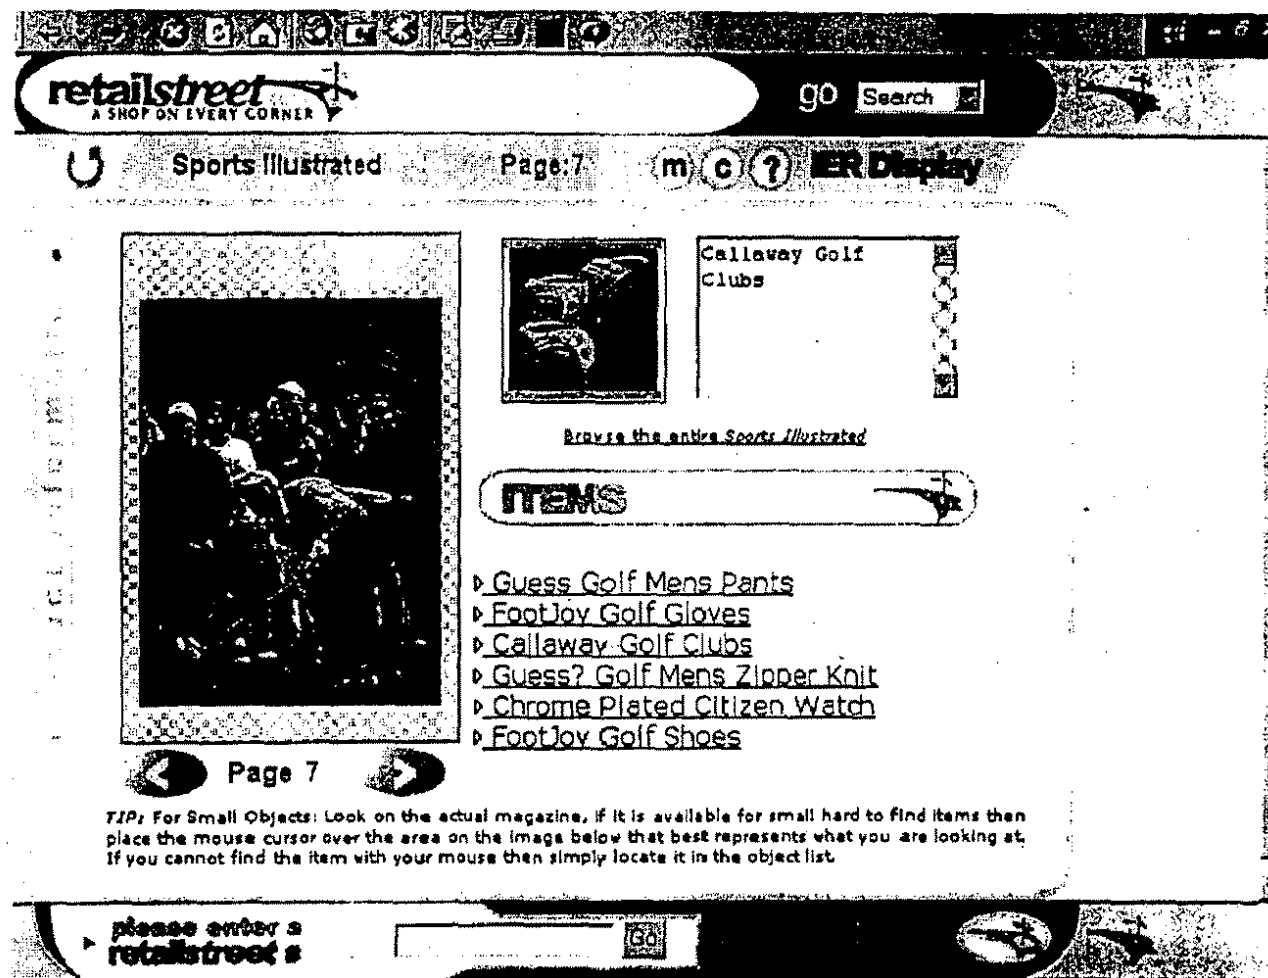 retailstreet
A SHOP ON EVERY CORNER
go Search
Sports Illustrated Page:7 m c ? IER Display
Callaway Golf
Clubs
Browse the entire Sports Illustrated
ITEMS
Guess Golf Mens Pants
FootJoy Golf Gloves
Callaway Golf Clubs
Guess? Golf Mens Zipper Knit
Chrome Plated Citizen Watch
FootJoy Golf Shoes
Page 7
TIP: For Small Objects: Look on the actual magazine, if it is available for small hard to find items then
place the mouse cursor over the area on the image below that best represents what you are looking at.
If you cannot find the item with your mouse then simply locate it in the object list.
please enter a
retailstreet #
Go